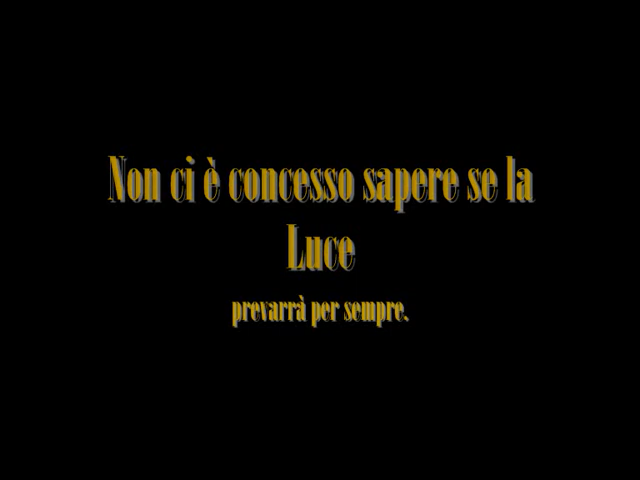 Non ci è concesso sapere se la
Luce
prevarrà per sempre.